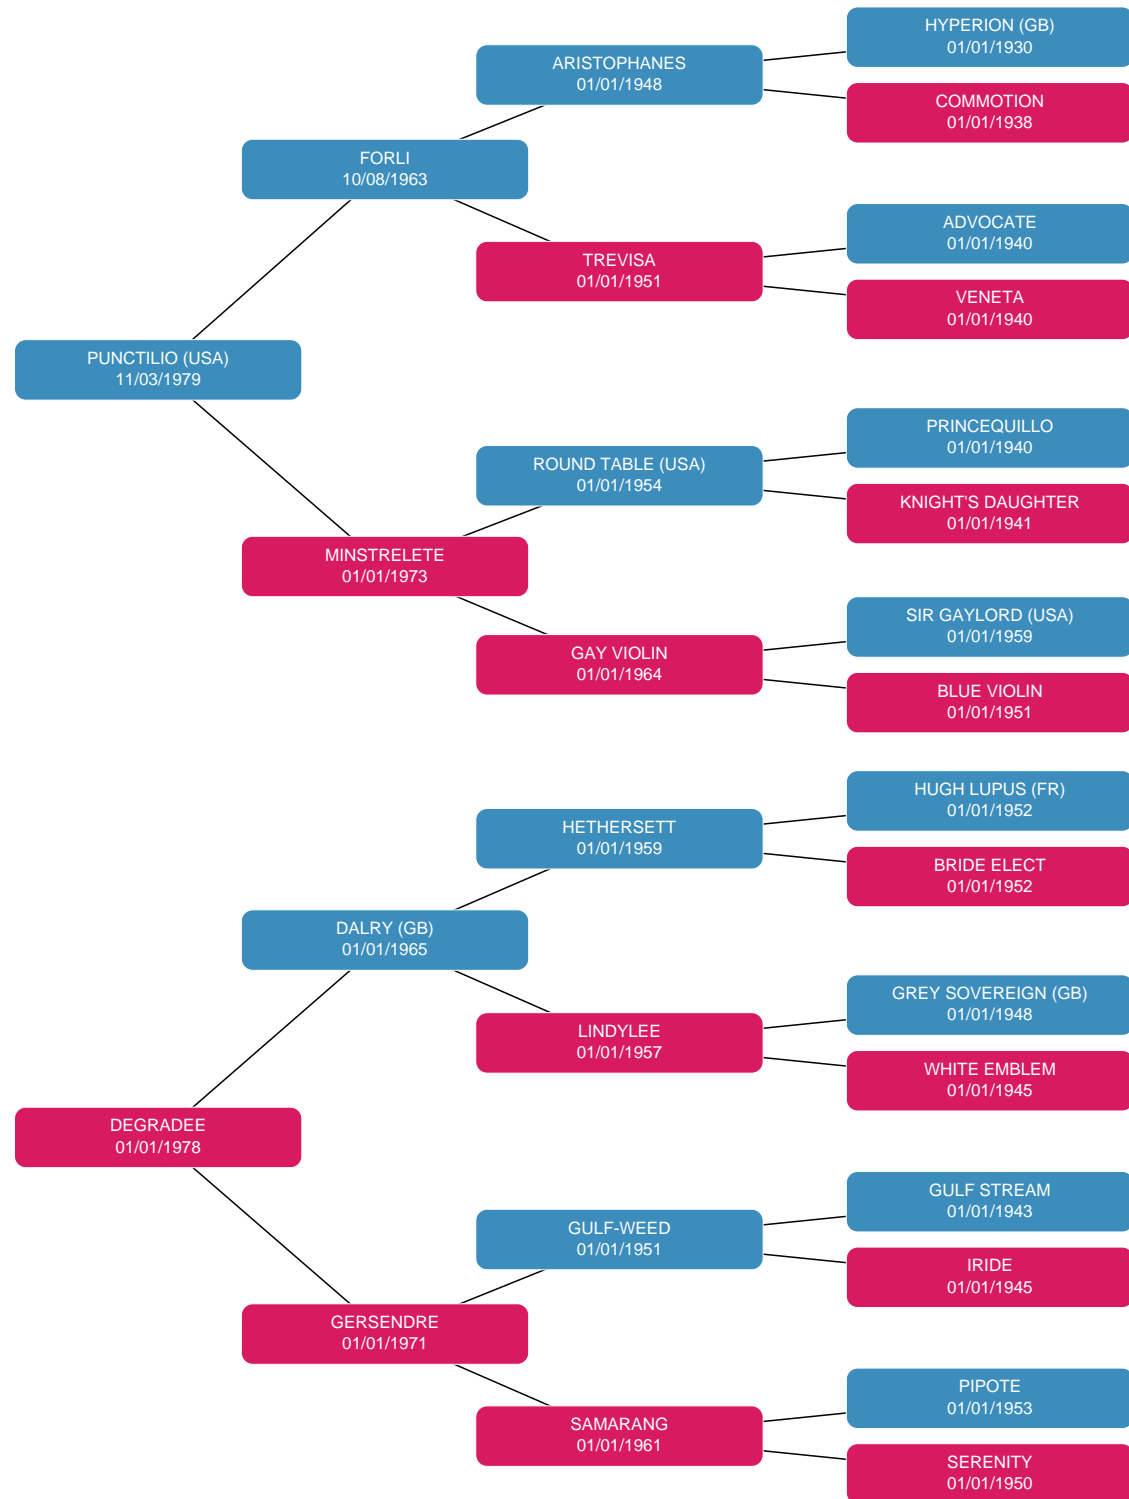 HYPERION (GB)
01/01/1930
ARISTOPHANES
01/01/1948
COMMOTION
01/01/1938
FORLI
10/08/1963
ADVOCATE
01/01/1940
TREVISA
01/01/1951
VENETA
01/01/1940
PUNCTILIO (USA)
11/03/1979
PRINCEQUILLO
01/01/1940
ROUND TABLE (USA)
01/01/1954
KNIGHT'S DAUGHTER
01/01/1941
MINSTRELETE
01/01/1973
SIR GAYLORD (USA)
01/01/1959
GAY VIOLIN
01/01/1964
BLUE VIOLIN
01/01/1951
HUGH LUPUS (FR)
01/01/1952
HETHERSETT
01/01/1959
BRIDE ELECT
01/01/1952
DALRY (GB)
01/01/1965
GREY SOVEREIGN (GB)
01/01/1948
LINDYLEE
01/01/1957
WHITE EMBLEM
01/01/1945
DEGRADEE
01/01/1978
GULF STREAM
01/01/1943
GULF-WEED
01/01/1951
IRIDE
01/01/1945
GERSENDRE
01/01/1971
PIPOTE
01/01/1953
SAMARANG
01/01/1961
SERENITY
01/01/1950